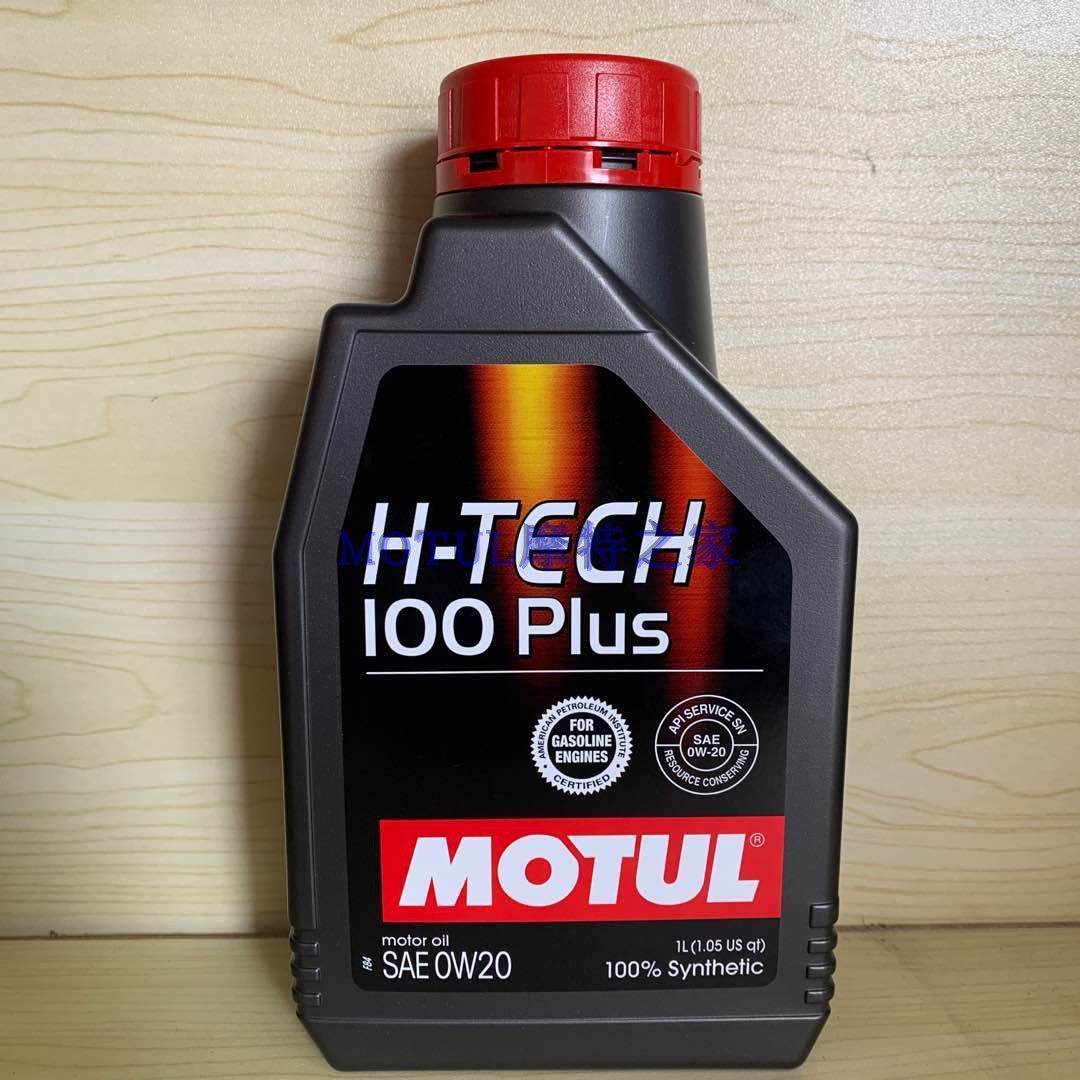 H-TECH
MOTUL摩特之家
100 Plus
AMERICAN PETROLEUM INSTITUTE
FOR
GASOLINE
ENGINES
CERTIFIED
API SERVICE SN
SAE
0W-20
RESOURCE CONSERVING
MOTUL®
motor oil
SAE 0W20
1L (1.05 US qt)
100% Synthetic
F94